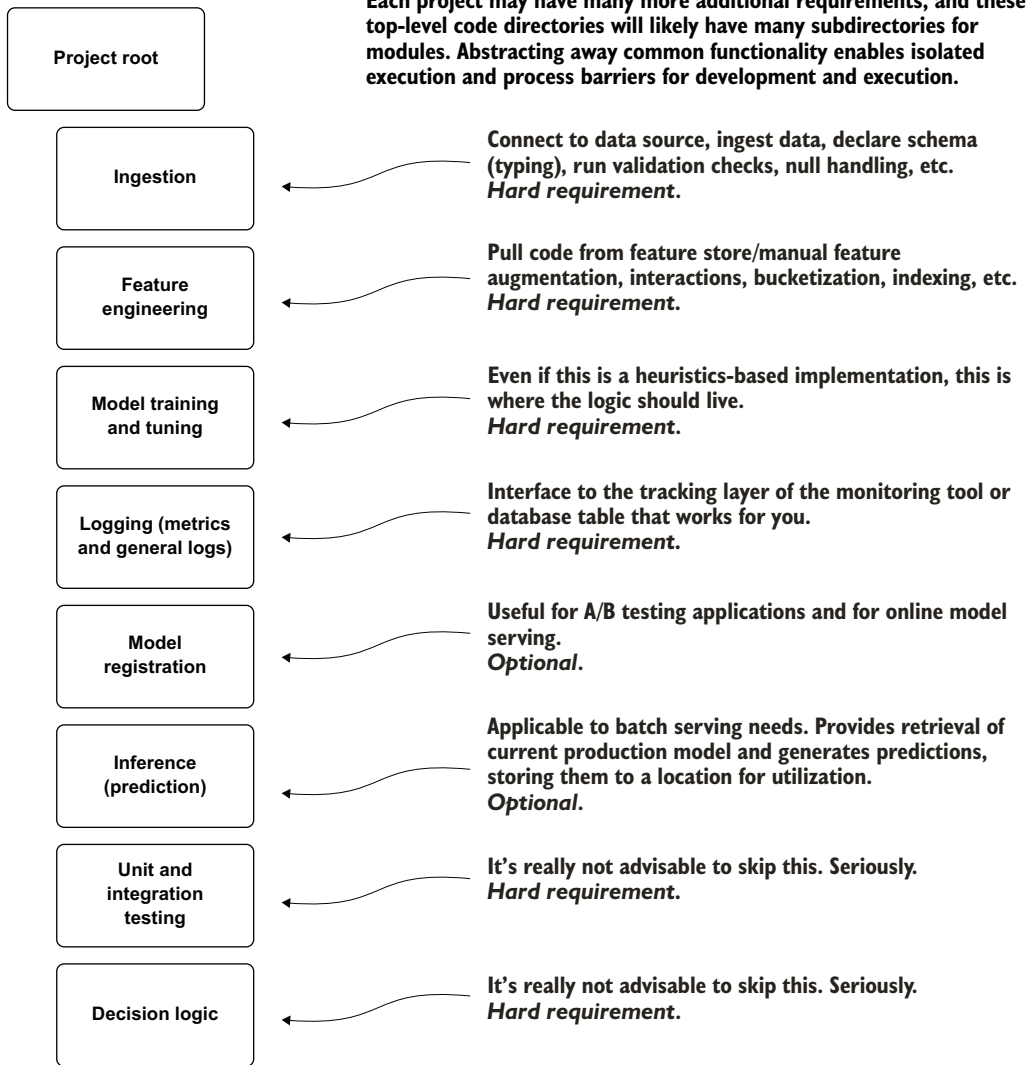 Each project may have many more additional requirements, and these
top-level code directories will likely have many subdirectories for
modules. Abstracting away common functionality enables isolated
execution and process barriers for development and execution.
Project root
Ingestion
Connect to data source, ingest data, declare schema
(typing), run validation checks, null handling, etc.
Hard requirement.
Feature
engineering
Pull code from feature store/manual feature
augmentation, interactions, bucketization, indexing, etc.
Hard requirement.
Model training
and tuning
Even if this is a heuristics-based implementation, this is
where the logic should live.
Hard requirement.
Logging (metrics
and general logs)
Interface to the tracking layer of the monitoring tool or
database table that works for you.
Hard requirement.
Model
registration
Useful for A/B testing applications and for online model
serving.
Optional.
Inference
(prediction)
Applicable to batch serving needs. Provides retrieval of
current production model and generates predictions,
storing them to a location for utilization.
Optional.
Unit and
integration
testing
It's really not advisable to skip this. Seriously.
Hard requirement.
Decision logic
It's really not advisable to skip this. Seriously.
Hard requirement.